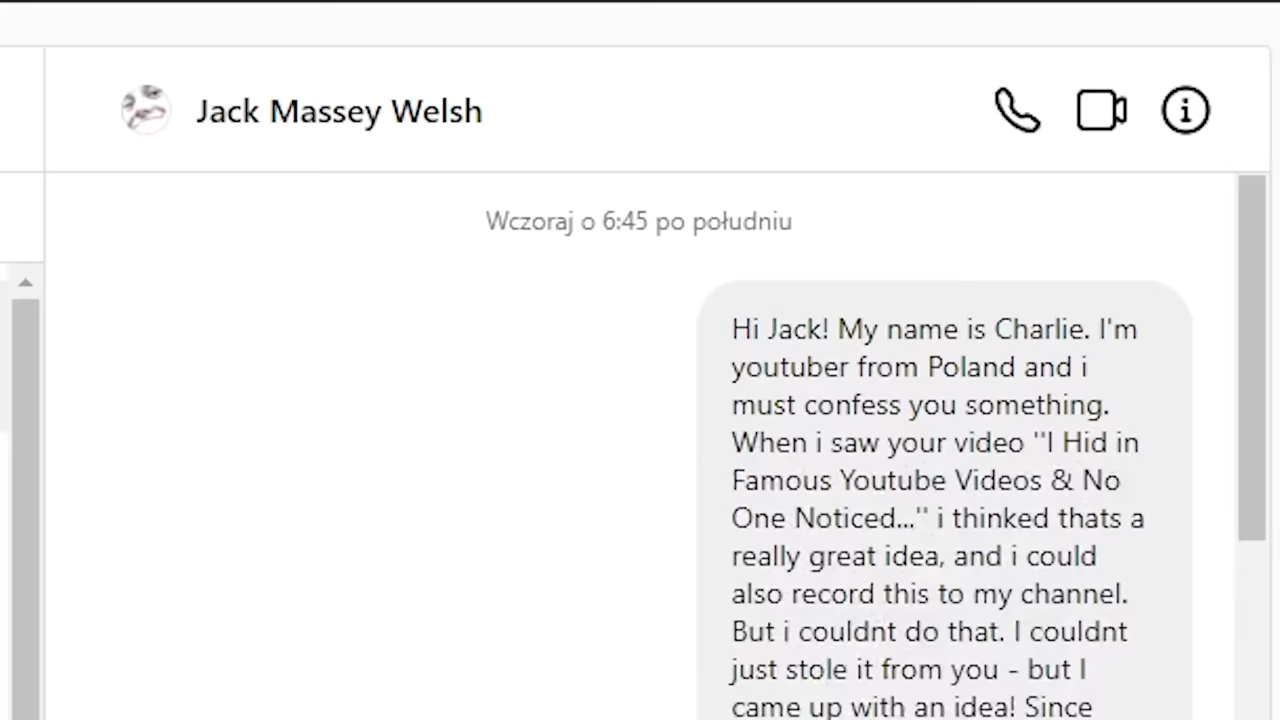 Jack Massey Welsh
Wczoraj o 6:45 po południu
Hi Jack! My name is Charlie. I'm
youtuber from Poland and i
must confess you something.
When i saw your video "I Hid in
Famous Youtube Videos & No
One Noticed..." i thinked thats a
really great idea, and i could
also record this to my channel.
But i couldnt do that. I couldnt
just stole it from you - but I
came up with an idea! Since